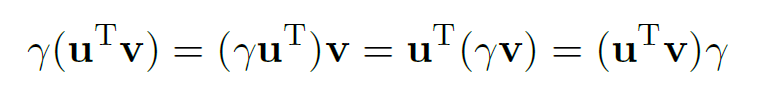 γ(𝐮ᵀ𝐯) = (γ𝐮ᵀ)𝐯 = 𝐮ᵀ(γ𝐯) = (𝐮ᵀ𝐯)γ